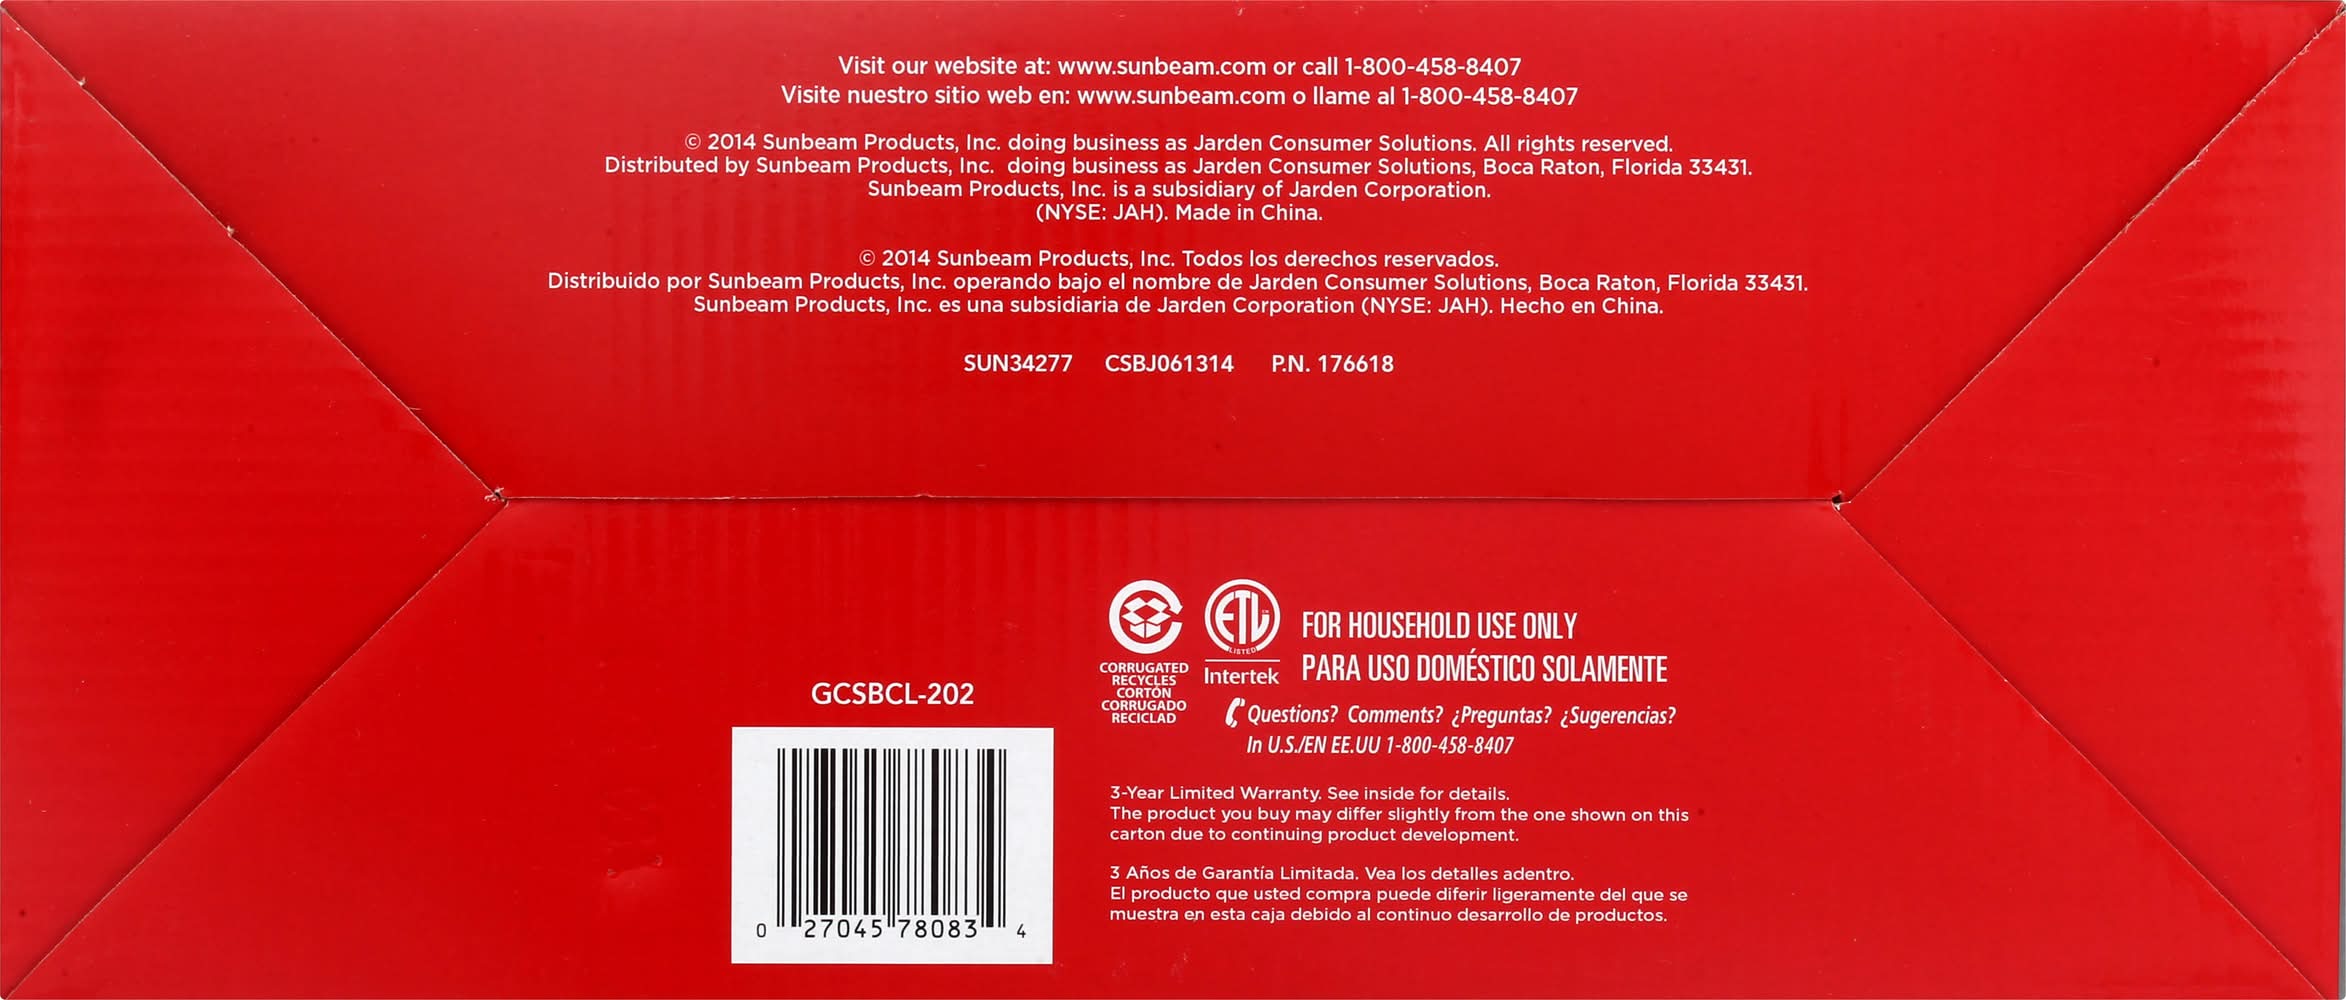 Visit our website at: www.sunbeam.com or call 1-800-458-8407
Visite nuestro sitio web en: www.sunbeam.com o llame al 1-800-458-8407
© 2014 Sunbeam Products, Inc. doing business as Jarden Consumer Solutions. All rights reserved.
Distributed by Sunbeam Products, Inc. doing business as Jarden Consumer Solutions, Boca Raton, Florida 33431.
Sunbeam Products, Inc. is a subsidiary of Jarden Corporation.
(NYSE: JAH). Made in China.
© 2014 Sunbeam Products, Inc. Todos los derechos reservados.
Distribuido por Sunbeam Products, Inc. operando bajo el nombre de Jarden Consumer Solutions, Boca Raton, Florida 33431.
Sunbeam Products, Inc. es una subsidiaria de Jarden Corporation (NYSE: JAH). Hecho en China.
SUN34277 CSBJ061314 P.N. 176618
GCSBCL-202
0 27045 78083 4
CORRUGATED
RECYCLES
CORTÓN
CORRUGADO
RECICLAD
ETL
LISTED
Intertek
FOR HOUSEHOLD USE ONLY
PARA USO DOMÉSTICO SOLAMENTE
Questions? Comments? ¿Preguntas? ¿Sugerencias?
In U.S./EN EE.UU 1-800-458-8407
3-Year Limited Warranty. See inside for details.
The product you buy may differ slightly from the one shown on this
carton due to continuing product development.
3 Años de Garantía Limitada. Vea los detalles adentro.
El producto que usted compra puede diferir ligeramente del que se
muestra en esta caja debido al continuo desarrollo de productos.